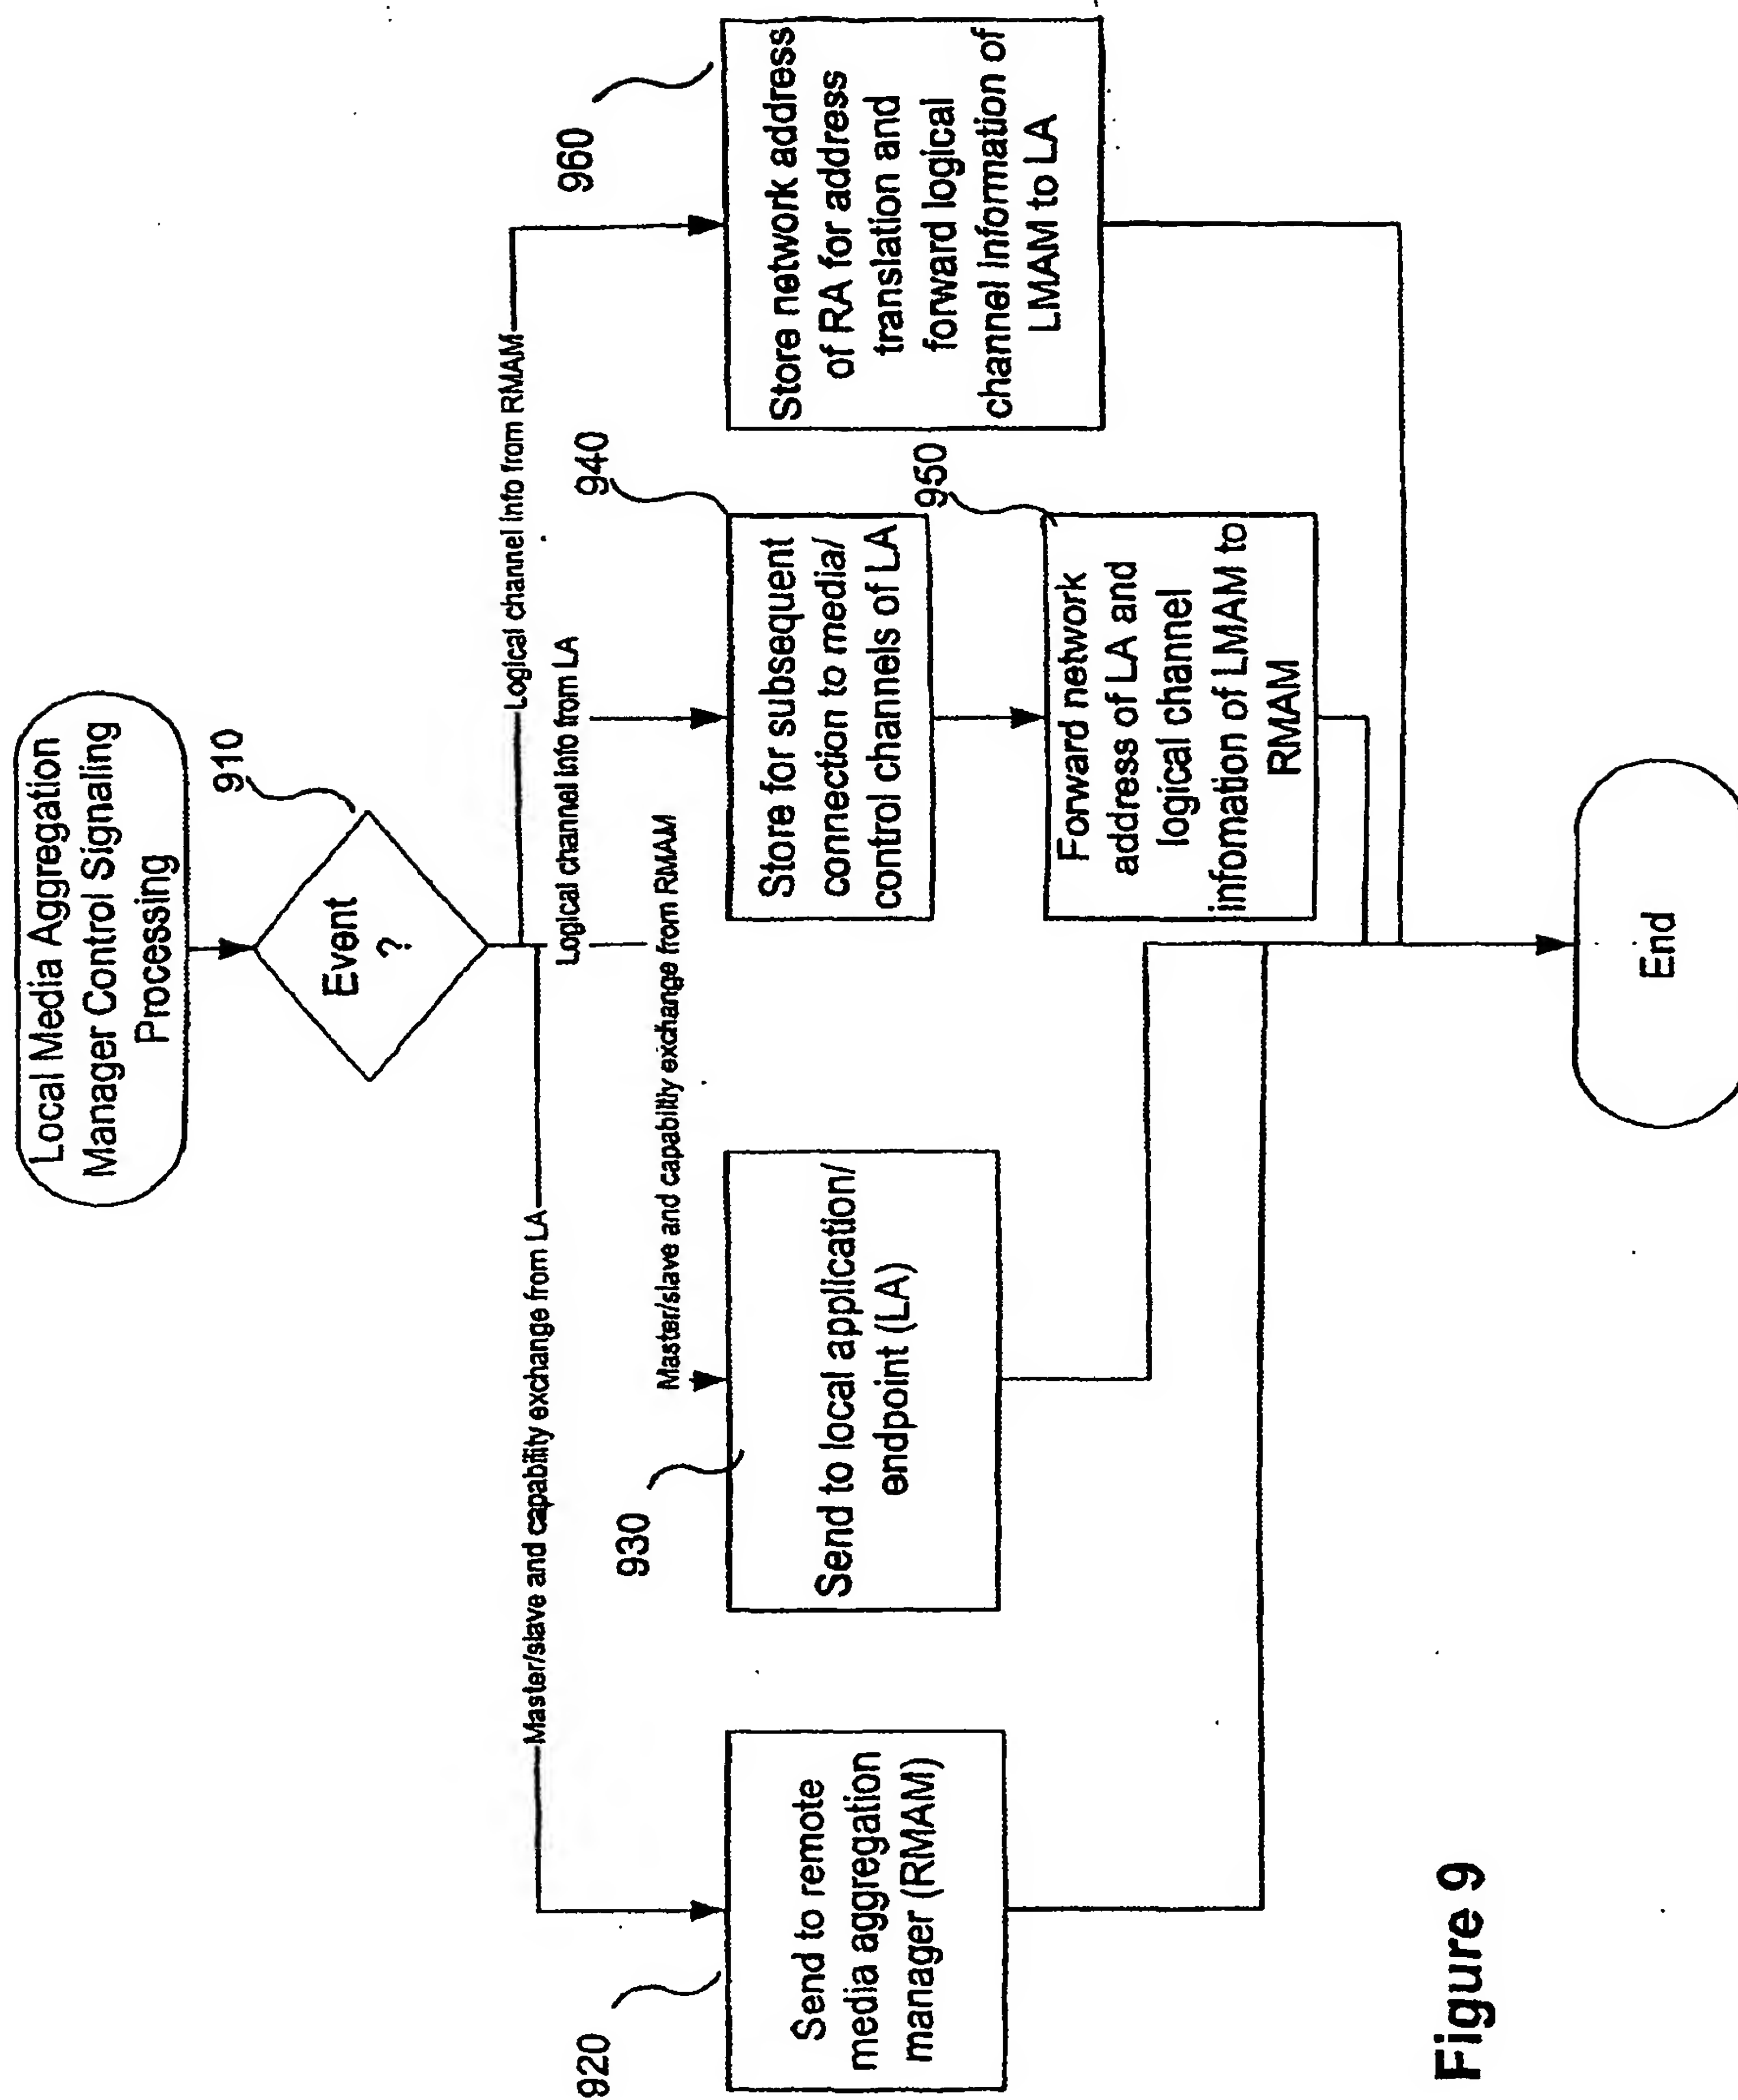 Local Media Aggregation
Manager Control Signaling
Processing
910
Event
?
Master/slave and capability exchange from LA
Master/slave and capability exchange from RMAM
Logical channel info from LA
Logical channel info from RMAM
920
Send to remote
media aggregation
manager (RMAM)
930
Send to local application/
endpoint (LA)
940
Store for subsequent
connection to media/
control channels of LA
950
Forward network
address of LA and
logical channel
infomation of LMAM to
RMAM
960
Store network address
of RA for address
translation and
forward logical
channel information of
LMAM to LA
End
Figure 9